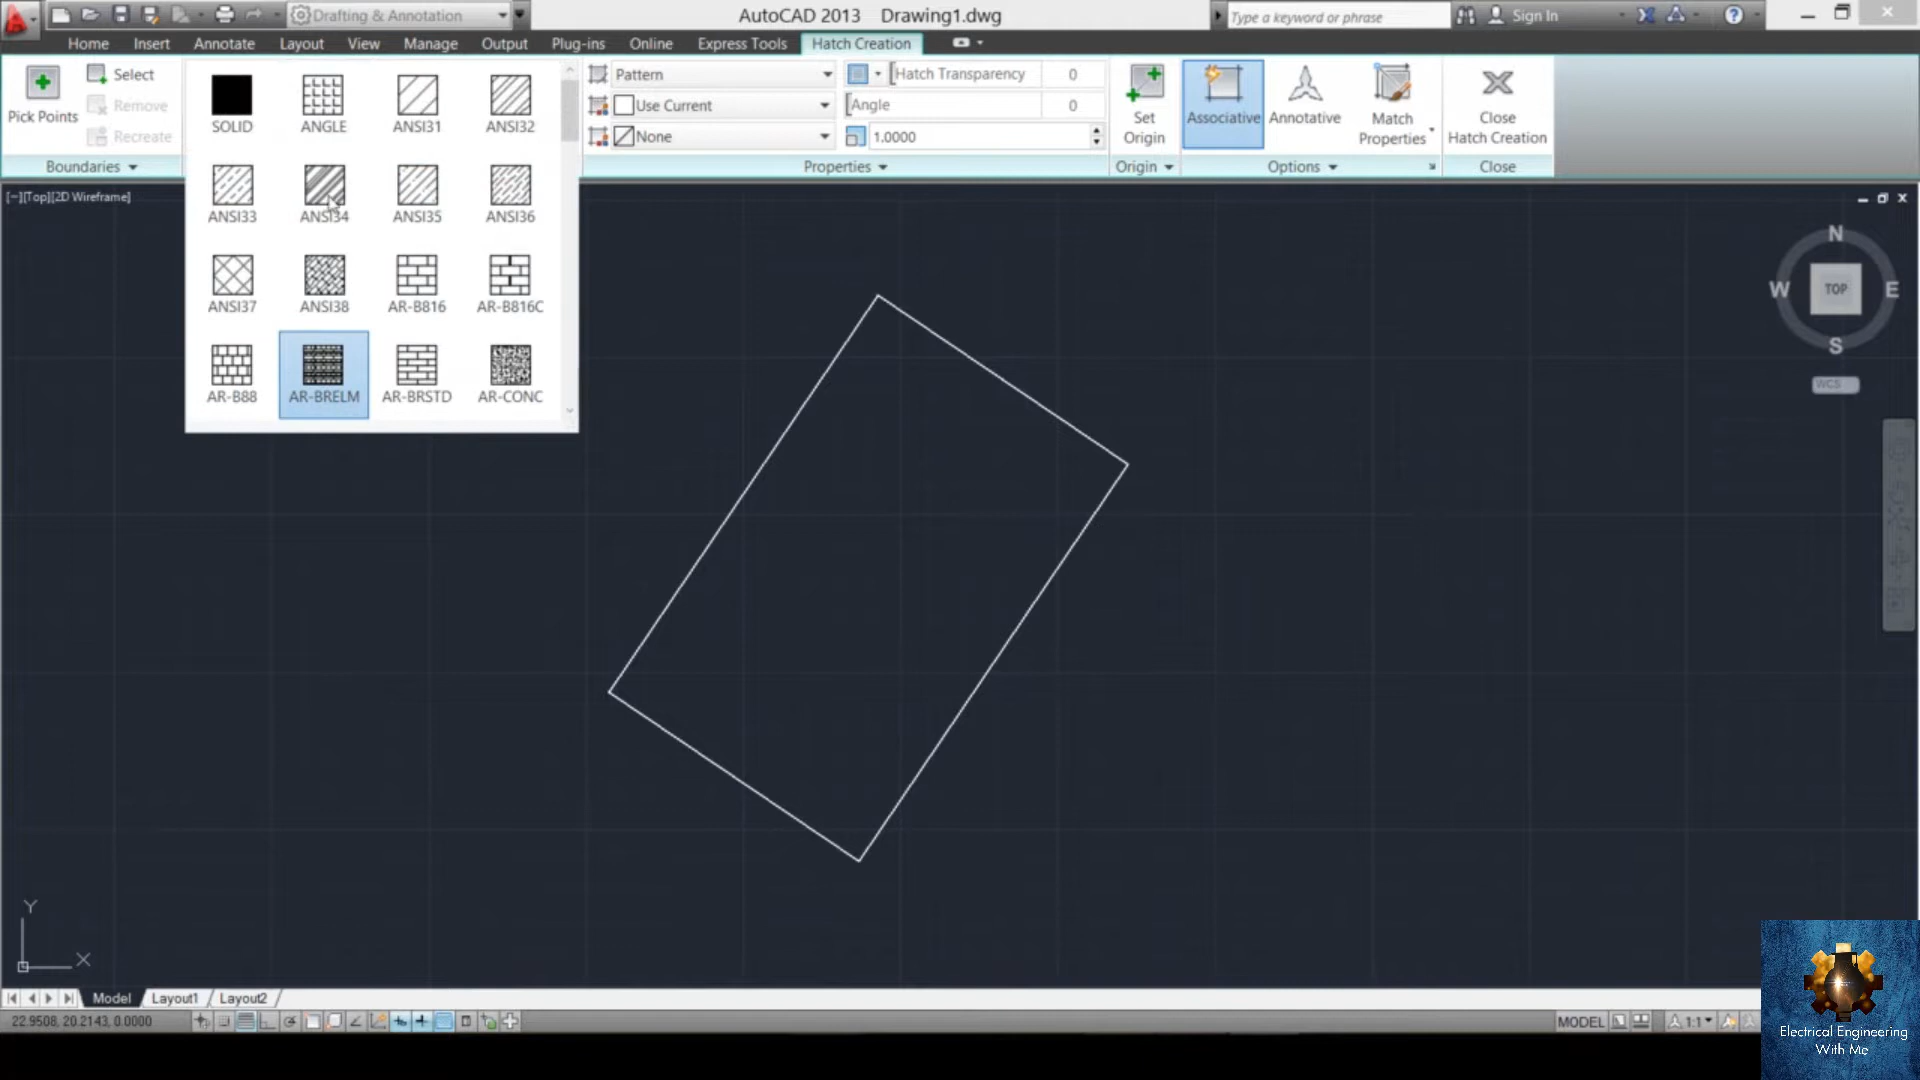 Drafting & Annotation
AutoCAD 2013 Drawing1.dwg
Type a keyword or phrase
Sign In
Home Insert Annotate Layout View Manage Output Plug-ins Online Express Tools Hatch Creation
Pick Points
Select
Remove
Recreate
Boundaries
SOLID ANGLE ANSI31 ANSI32
ANSI33 ANSI34 ANSI35 ANSI36
ANSI37 ANSI38 AR-B816 AR-B816C
AR-B88 AR-BRELM AR-BRSTD AR-CONC
Pattern
Use Current
None
Hatch Transparency 0
Angle 0
1.0000
Properties
Set
Origin
Origin
Associative
Annotative
Match
Properties
Options
Close
Hatch Creation
Close
[−][Top][2D Wireframe]
N
W TOP E
S
WCS
Y
X
Model Layout1 Layout2
22.9508, 20.2143, 0.0000
MODEL
1:1
Electrical Engineering
With Me